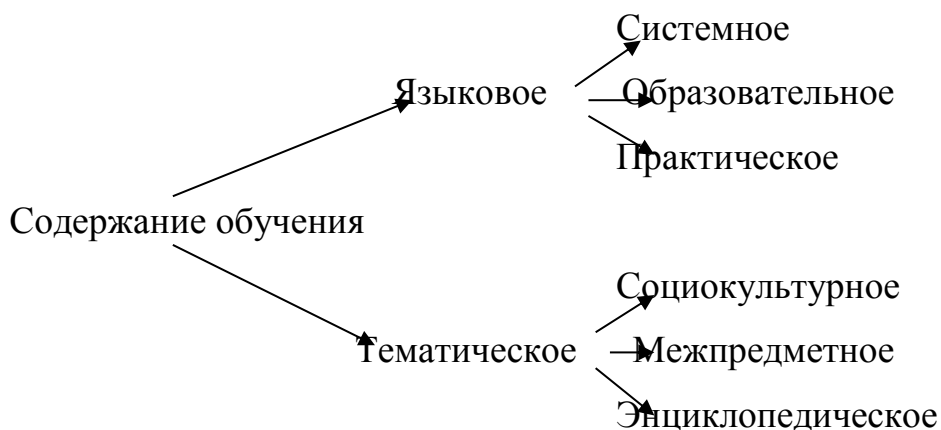 Системное
Языковое
Образовательное
Практическое
Содержание обучения
Социокультурное
Тематическое
Межпредметное
Энциклопедическое